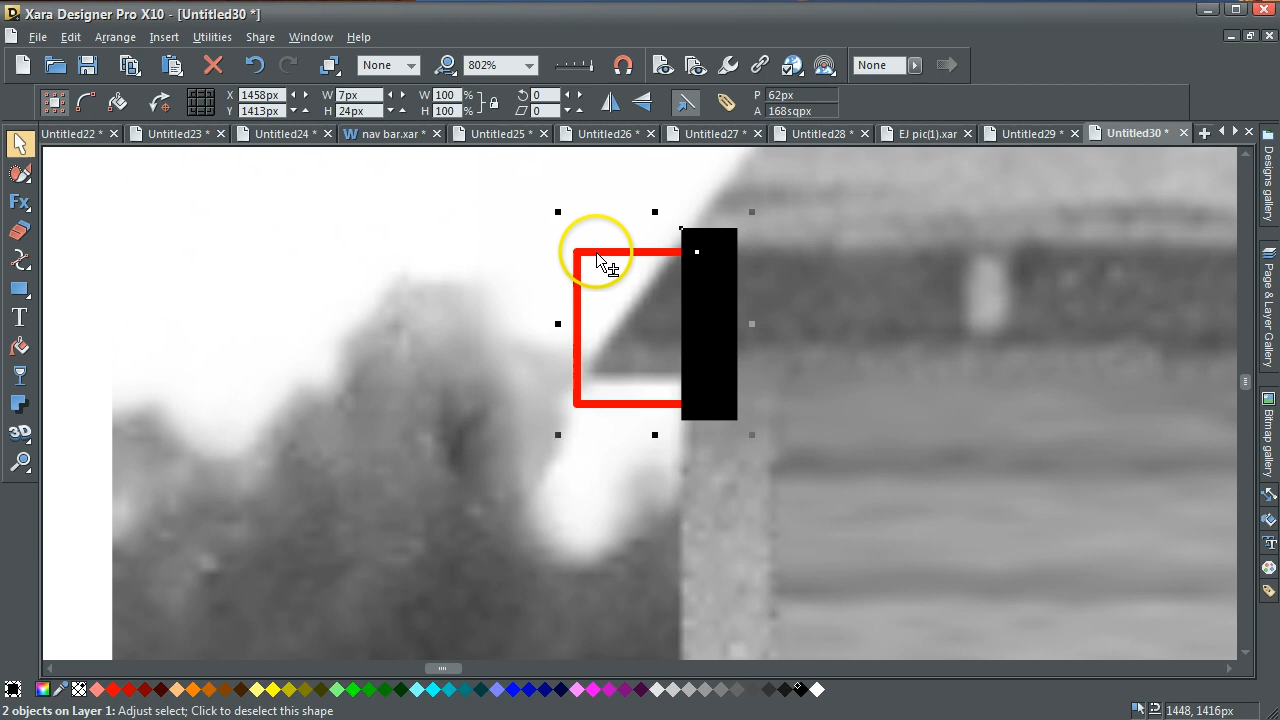 Xara Designer Pro X10 - [Untitled30 *]
File Edit Arrange Insert Utilities Share Window Help
None 802% None
X 1458px W 7px W 100 % 0 P 62px
Y 1413px H 24px H 100 % 0 A 168sqpx
Untitled22 * Untitled23 * Untitled24 * nav bar.xar * Untitled25 * Untitled26 * Untitled27 * Untitled28 * EJ pic(1).xar Untitled29 * Untitled30 *
Fx
T
3D
Designs gallery
Page & Layer Gallery
Bitmap gallery
2 objects on Layer 1: Adjust select; Click to deselect this shape 1448, 1416px